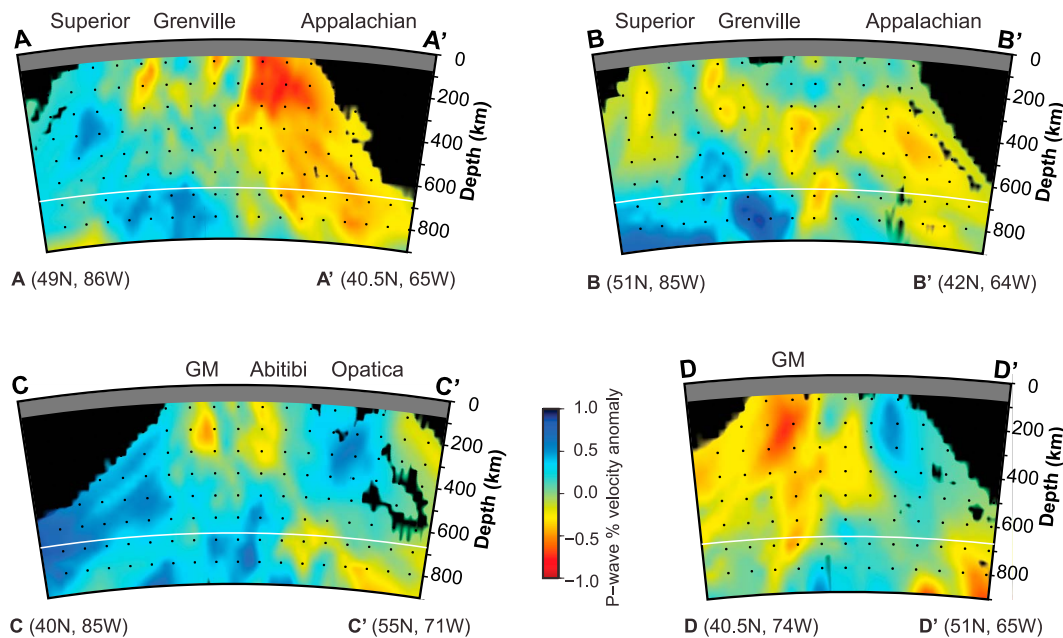 Superior Grenville Appalachian
A A’
0
200
400
600
800
Depth (km)
A (49N, 86W) A’ (40.5N, 65W)
Superior Grenville Appalachian
B B’
0
200
400
600
800
Depth (km)
B (51N, 85W) B’ (42N, 64W)
GM Abitibi Opatica
C C’
0
200
400
600
800
Depth (km)
C (40N, 85W) C’ (55N, 71W)
1.0
0.5
0.0
−0.5
−1.0
P−wave % velocity anomaly
GM
D D’
0
200
400
600
800
Depth (km)
D (40.5N, 74W) D’ (51N, 65W)